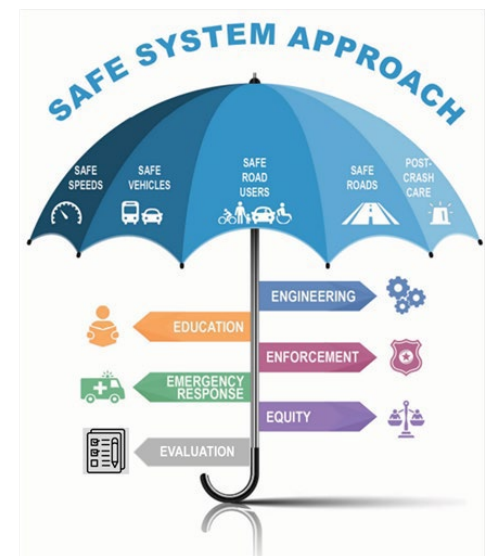 SAFE SYSTEM APPROACH
SAFE
SPEEDS
SAFE
VEHICLES
SAFE
ROAD
USERS
SAFE
ROADS
POST-
CRASH
CARE
ENGINEERING
EDUCATION
ENFORCEMENT
EMERGENCY
RESPONSE
EQUITY
EVALUATION